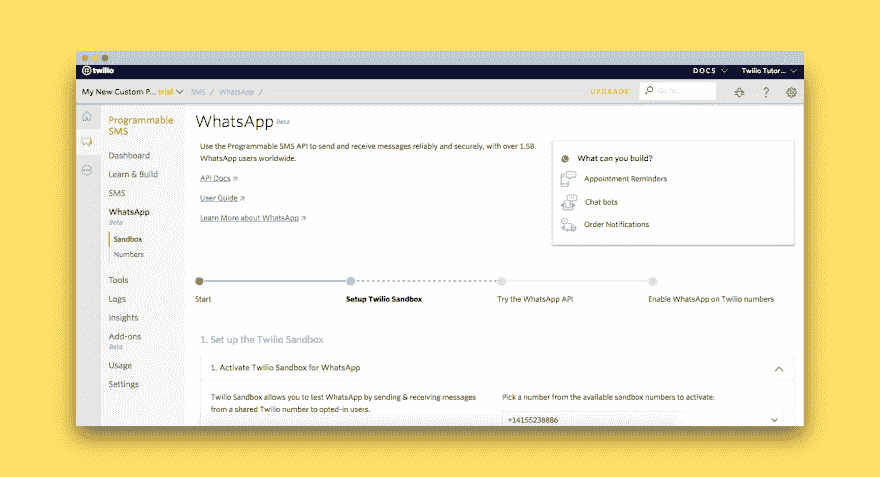 twilio
DOCS
Twilio Tutor...
My New Custom P... trial
SMS / WhatsApp /
UPGRADE
Go to...
Programmable
SMS
Dashboard
Learn & Build
SMS
WhatsApp
Beta
Sandbox
Numbers
Tools
Logs
Insights
Add-ons
Beta
Usage
Settings
WhatsApp Beta
Use the Programmable SMS API to send and receive messages reliably and securely, with over 1.5B
WhatsApp users worldwide.
API Docs
User Guide
Learn More about WhatsApp
What can you build?
Appointment Reminders
Chat bots
Order Notifications
Start
Setup Twilio Sandbox
Try the WhatsApp API
Enable WhatsApp on Twilio numbers
1. Set up the Twilio Sandbox
1. Activate Twilio Sandbox for WhatsApp
Twilio Sandbox allows you to test WhatsApp by sending & receiving messages
from a shared Twilio number to opted-in users.
Pick a number from the available sandbox numbers to activate:
+14155238886